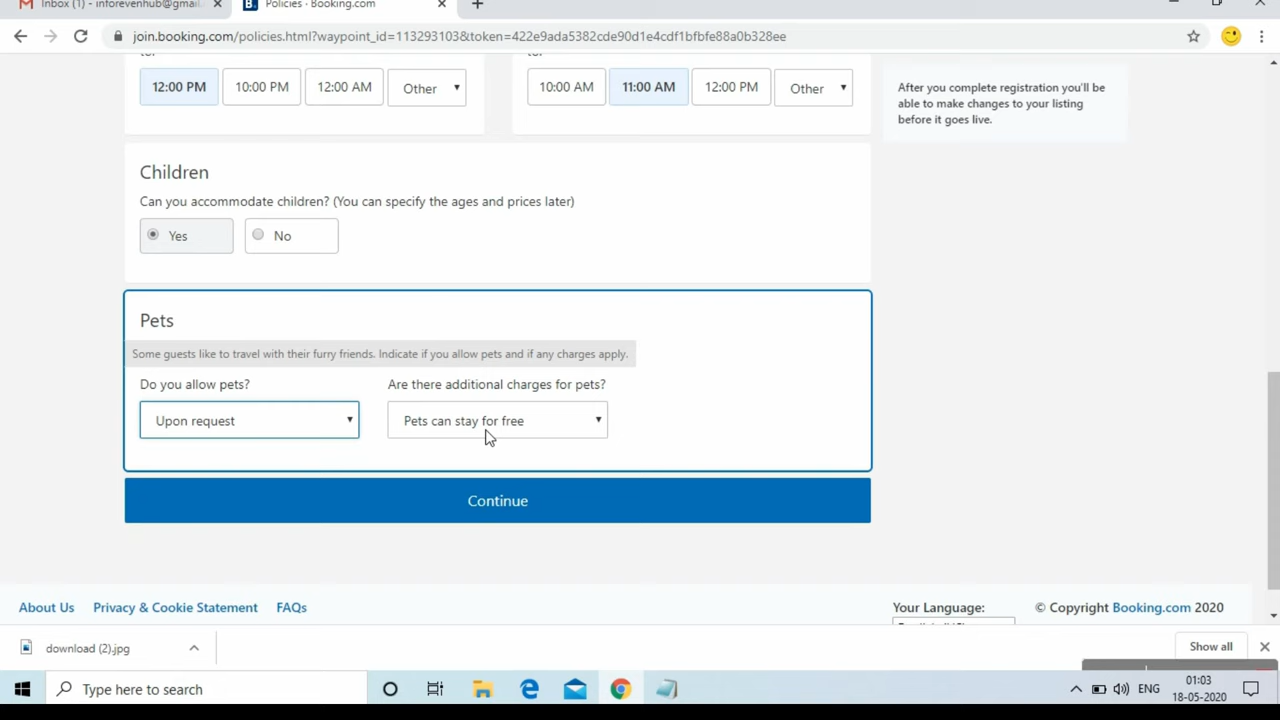 Inbox (1) - inforevenhub@gmail.
Policies · Booking.com
join.booking.com/policies.html?waypoint_id=113293103&token=422e9ada5382cde90d1e4cdf1bfbfe88a0b328ee
12:00 PM 10:00 PM 12:00 AM Other
10:00 AM 11:00 AM 12:00 PM Other
After you complete registration you'll be
able to make changes to your listing
before it goes live.
Children
Can you accommodate children? (You can specify the ages and prices later)
Yes No
Pets
Some guests like to travel with their furry friends. Indicate if you allow pets and if any charges apply.
Do you allow pets? Are there additional charges for pets?
Upon request Pets can stay for free
Continue
About Us Privacy & Cookie Statement FAQs
Your Language: © Copyright Booking.com 2020
download (2).jpg
Show all
Type here to search
ENG
01:03
18-05-2020